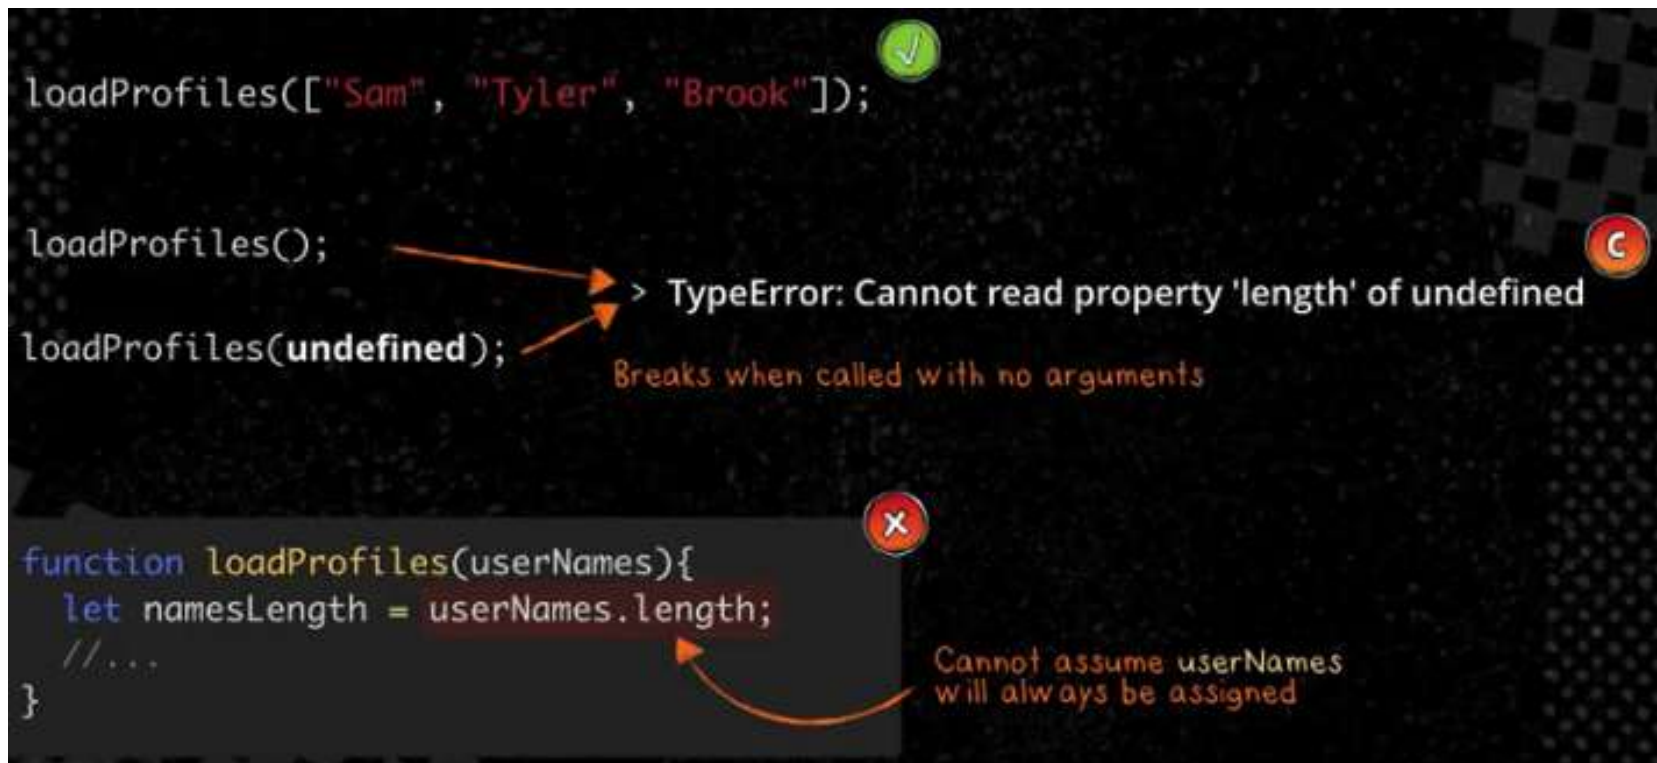 loadProfiles(["Sam", "Tyler", "Brook"]);
loadProfiles();
> TypeError: Cannot read property 'length' of undefined
loadProfiles(undefined);
Breaks when called with no arguments
function loadProfiles(userNames){
  let namesLength = userNames.length;
  //...
}
Cannot assume userNames
will always be assigned